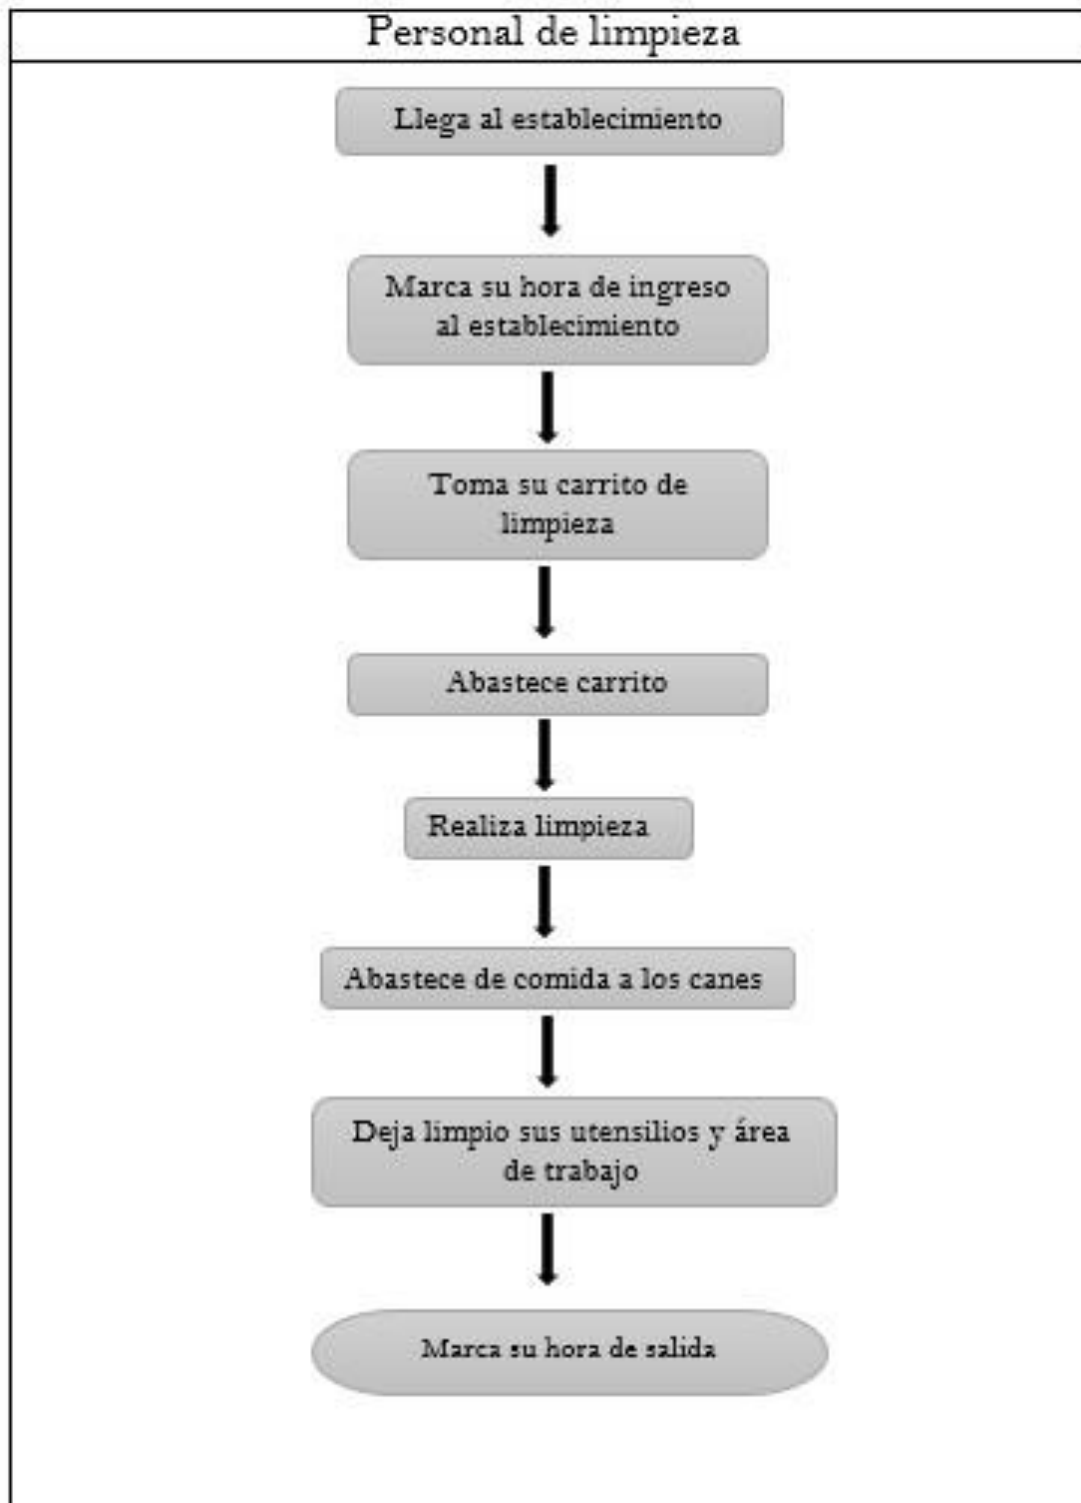 Personal de limpieza
Llega al establecimiento
Marca su hora de ingreso
al establecimiento
Toma su carrito de
limpieza
Abastece carrito
Realiza limpieza
Abastece de comida a los canes
Deja limpio sus utensilios y área
de trabajo
Marca su hora de salida